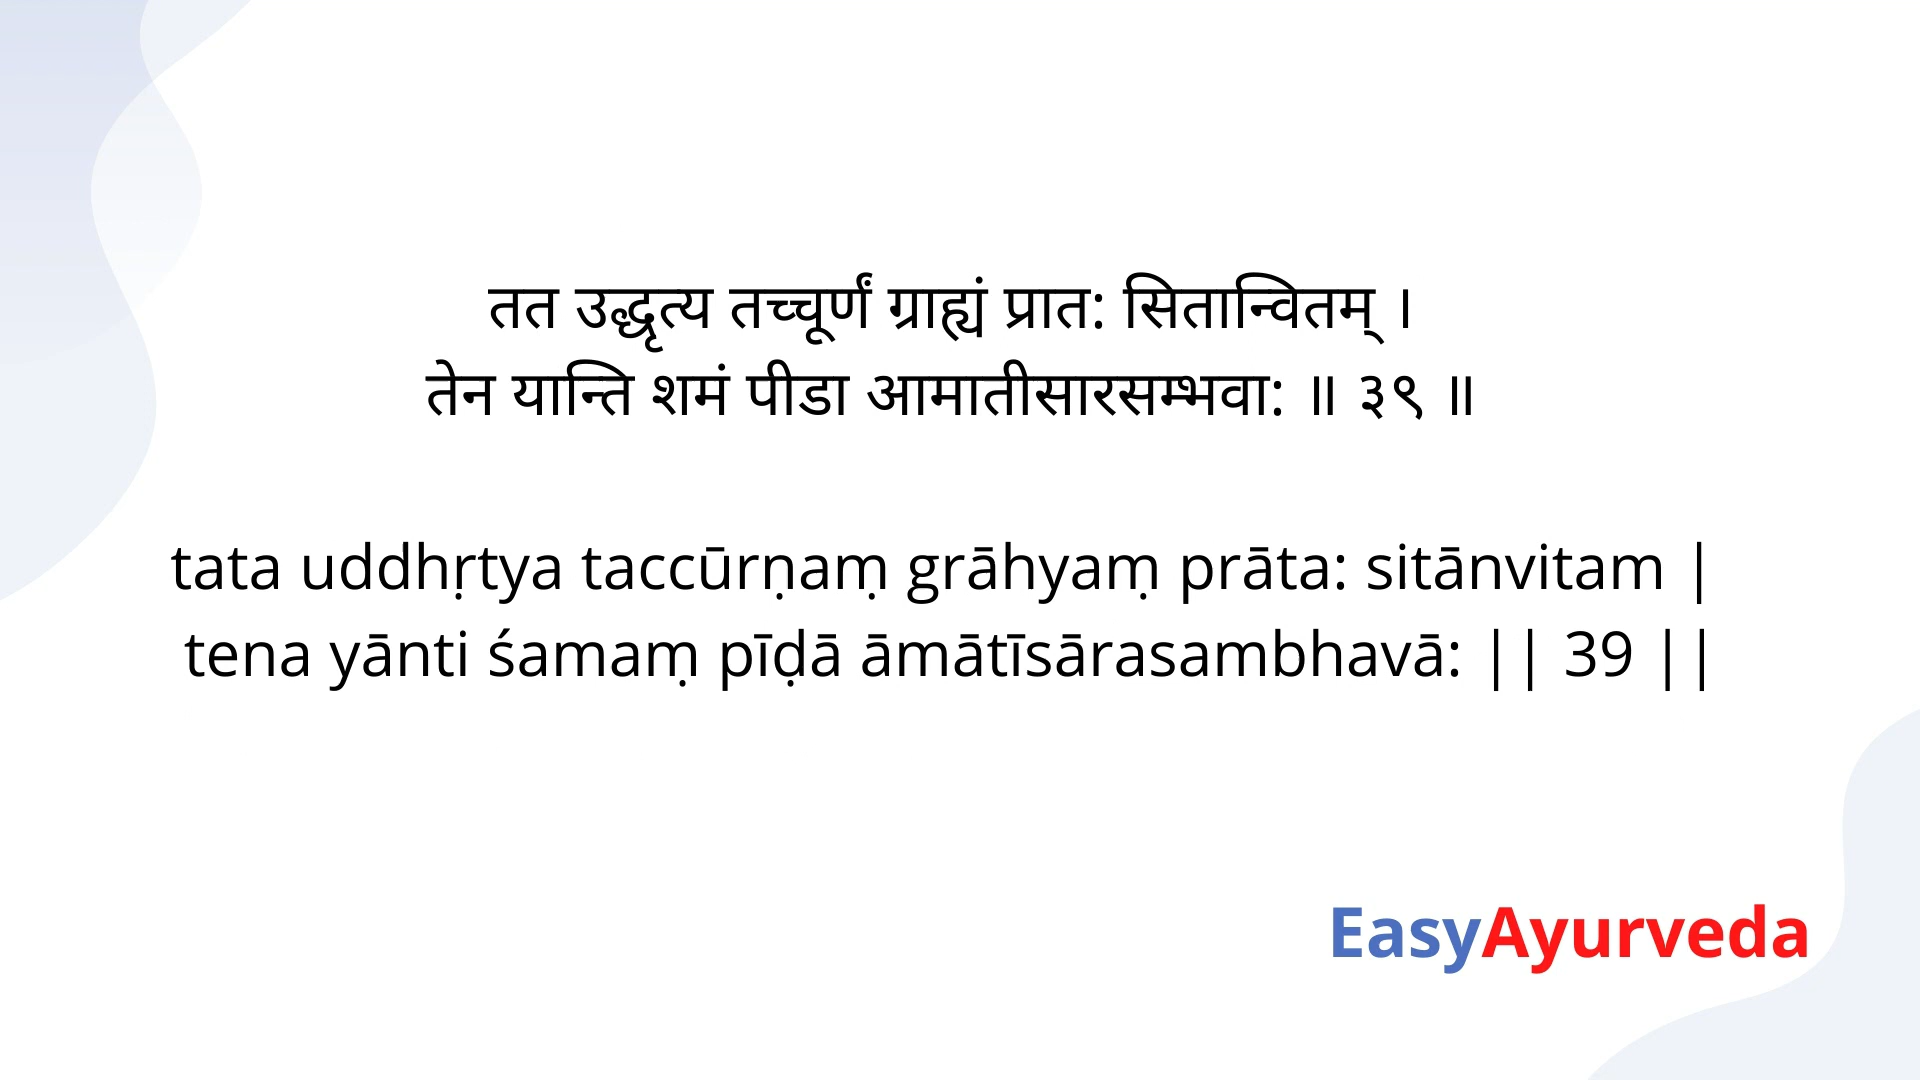 तत उद्धृत्य तच्चूर्णं ग्राह्यं प्रात: सितान्वितम् ।
तेन यान्ति शमं पीडा आमातीसारसम्भवा: ॥ ३९ ॥
tata uddhṛtya taccūrṇaṃ grāhyaṃ prāta: sitānvitam |
tena yānti śamaṃ pīḍā āmātīsārasambhavā: || 39 ||
EasyAyurveda